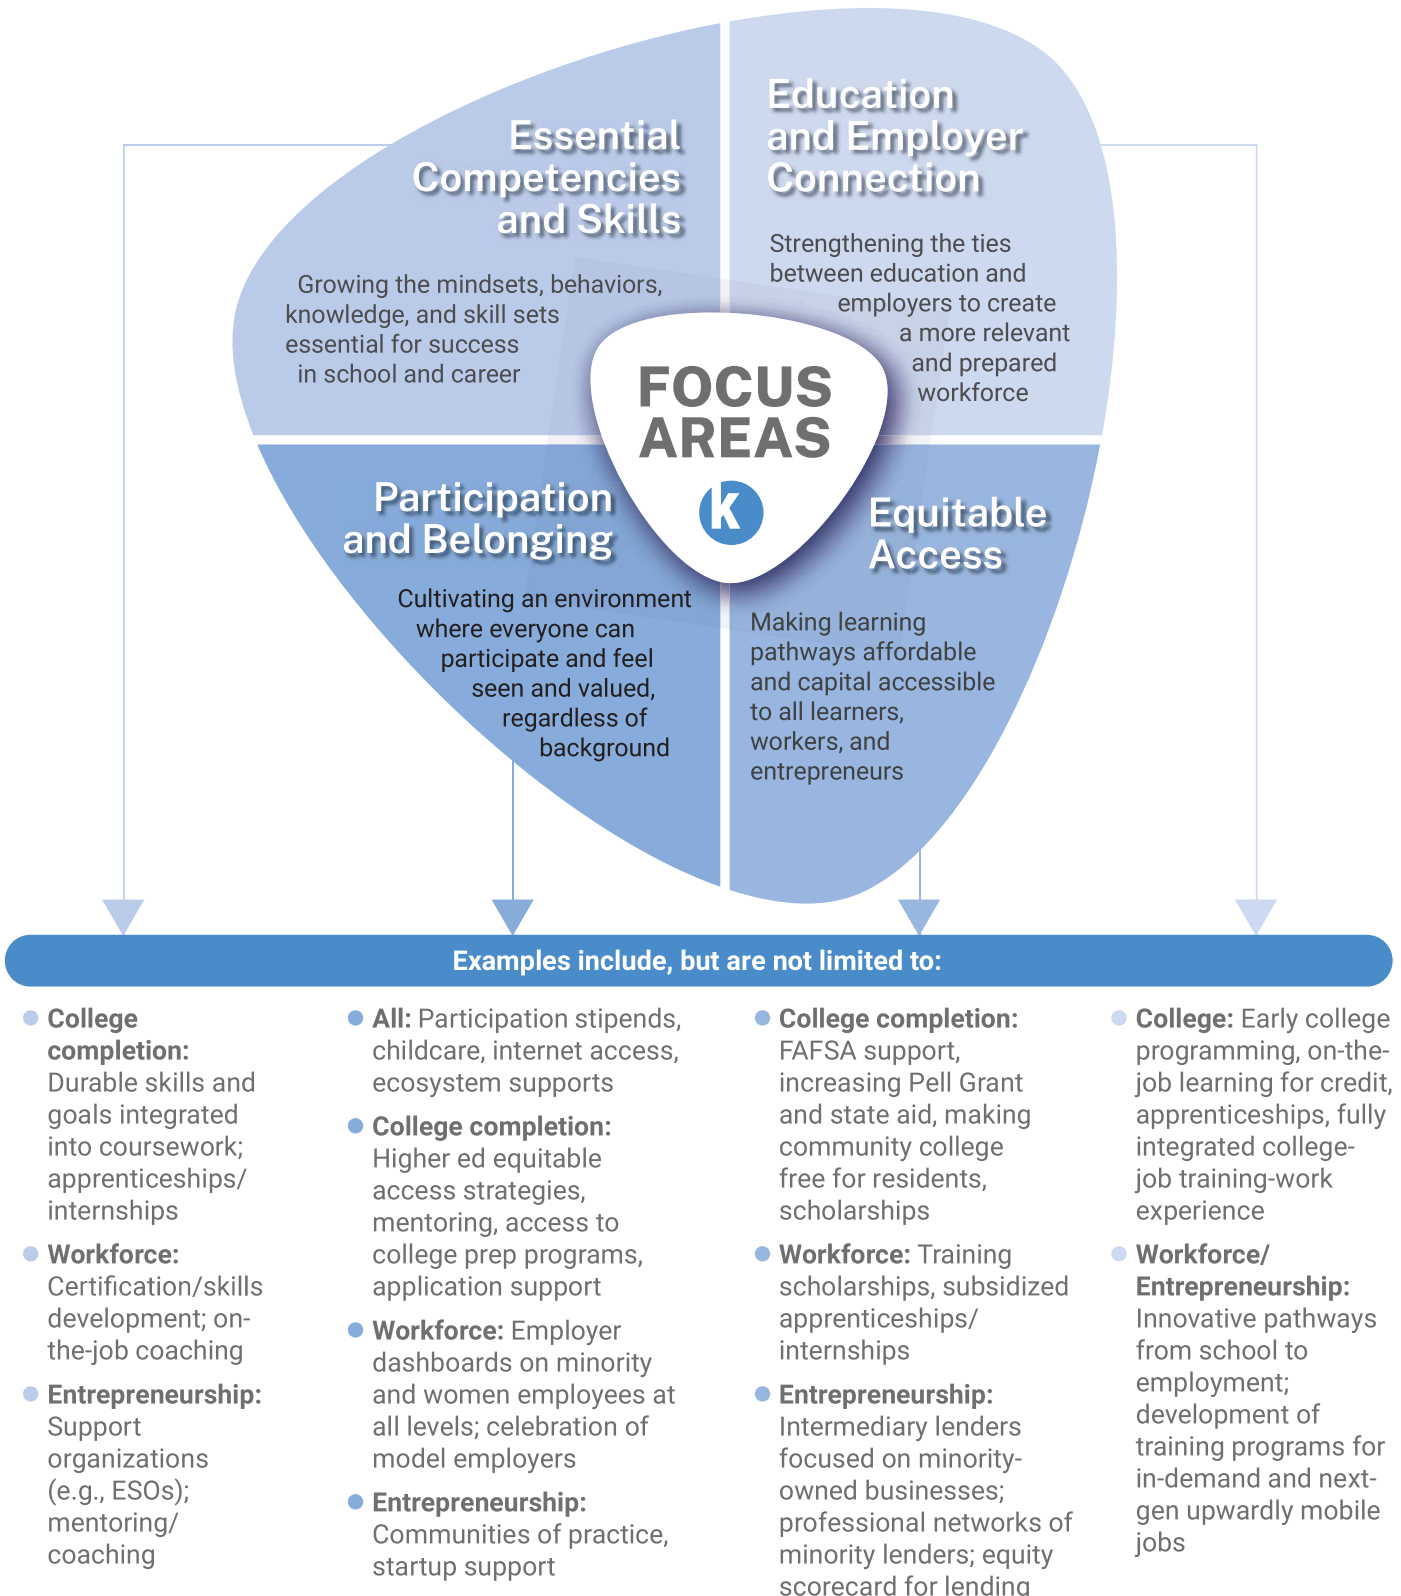 Essential
Competencies
and Skills
Growing the mindsets, behaviors,
knowledge, and skill sets
essential for success
in school and career
Education
and Employer
Connection
Strengthening the ties
between education and
employers to create
a more relevant
and prepared
workforce
FOCUS
AREAS
k
Participation
and Belonging
Cultivating an environment
where everyone can
participate and feel
seen and valued,
regardless of
background
Equitable
Access
Making learning
pathways affordable
and capital accessible
to all learners,
workers, and
entrepreneurs
Examples include, but are not limited to:
College
completion:
Durable skills and
goals integrated
into coursework;
apprenticeships/
internships
Workforce:
Certification/skills
development; on-
the-job coaching
Entrepreneurship:
Support
organizations
(e.g., ESOs);
mentoring/
coaching
All: Participation stipends,
childcare, internet access,
ecosystem supports
College completion:
Higher ed equitable
access strategies,
mentoring, access to
college prep programs,
application support
Workforce: Employer
dashboards on minority
and women employees at
all levels; celebration of
model employers
Entrepreneurship:
Communities of practice,
startup support
College completion:
FAFSA support,
increasing Pell Grant
and state aid, making
community college
free for residents,
scholarships
Workforce: Training
scholarships, subsidized
apprenticeships/
internships
Entrepreneurship:
Intermediary lenders
focused on minority-
owned businesses;
professional networks of
minority lenders; equity
scorecard for lending
College: Early college
programming, on-the-
job learning for credit,
apprenticeships, fully
integrated college-
job training-work
experience
Workforce/
Entrepreneurship:
Innovative pathways
from school to
employment;
development of
training programs for
in-demand and next-
gen upwardly mobile
jobs